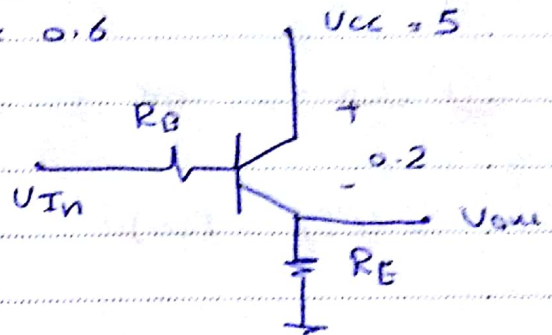 = 0.6
Vcc = 5
RB
+
0.2
-
VIn
Vout
RE